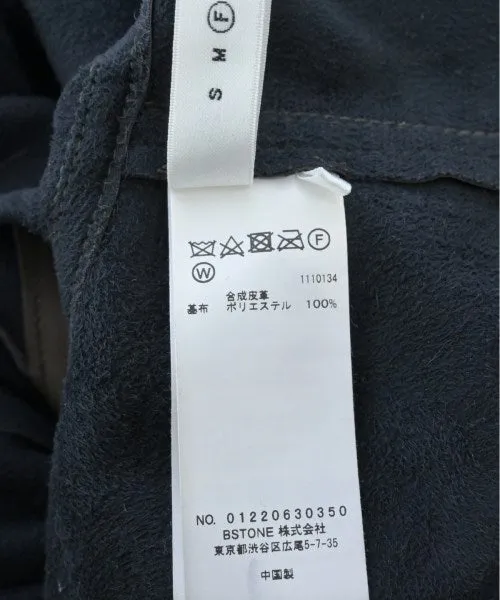 S M F
F
W
1110134
合成皮革
基布 ポリエステル 100%
NO. 01220630350
BSTONE 株式会社
東京都渋谷区広尾5-7-35
中国製